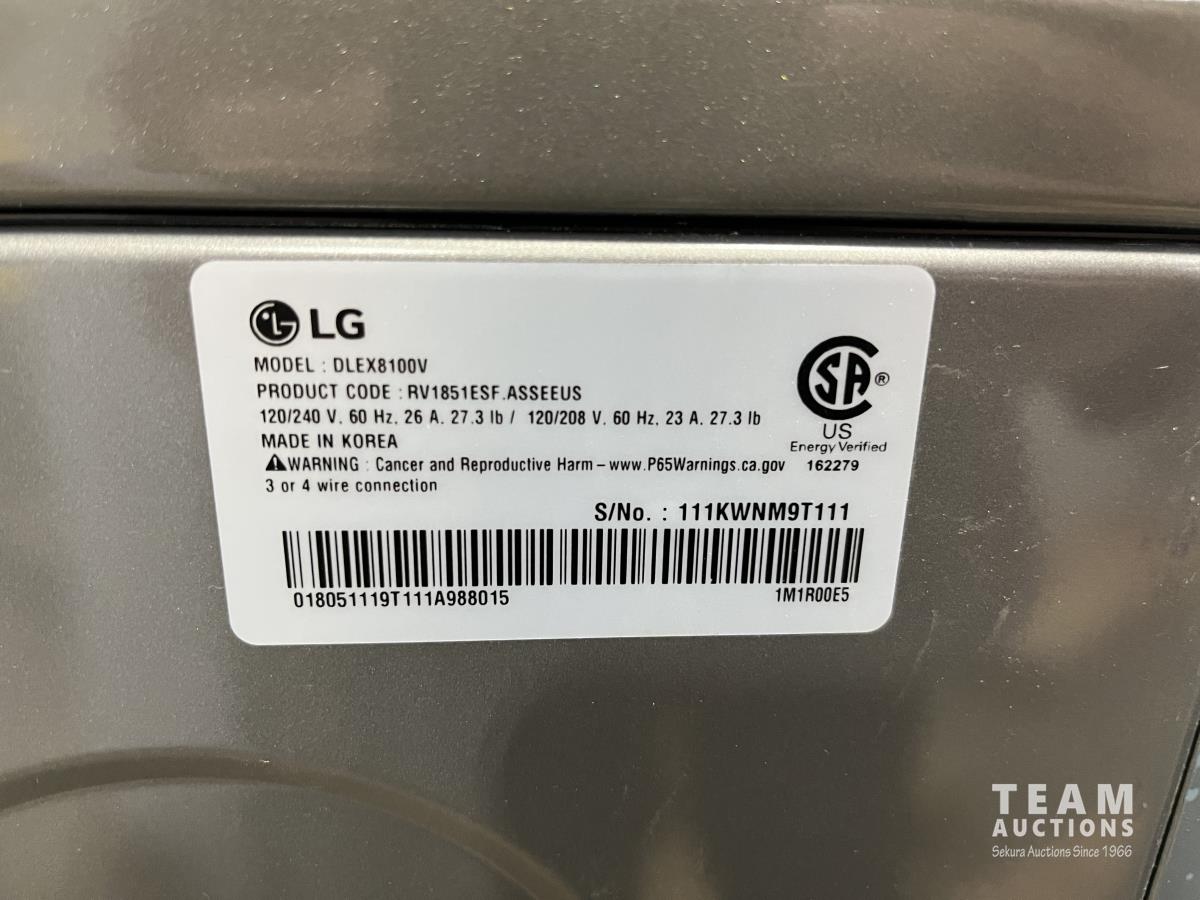 LG
MODEL : DLEX8100V
PRODUCT CODE : RV1851ESF.ASSEEUS
120/240 V. 60 Hz. 26 A. 27.3 lb / 120/208 V. 60 Hz. 23 A. 27.3 lb
MADE IN KOREA
⚠WARNING : Cancer and Reproductive Harm – www.P65Warnings.ca.gov
3 or 4 wire connection
SA ®
US
Energy Verified
162279
S/No. : 111KWNM9T111
018051119T111A988015 1M1R00E5
TEAM
AUCTIONS
Sekura Auctions Since 1966